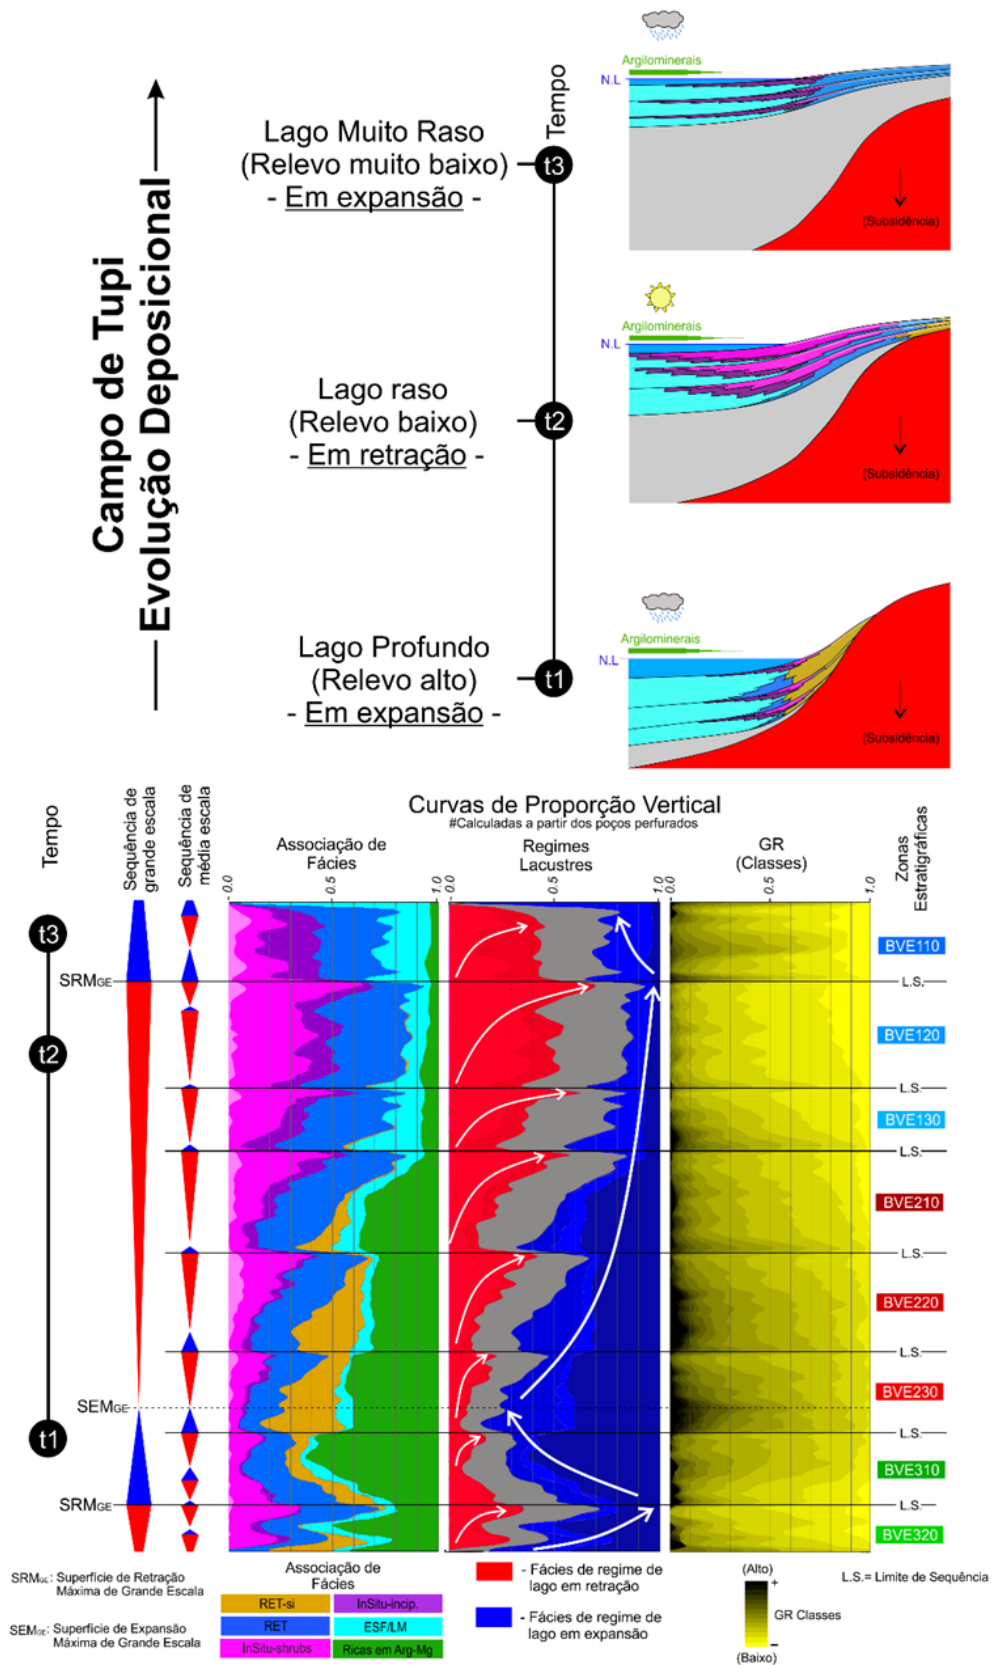 Campo de Tupi
Evolução Deposicional
Tempo
Lago Muito Raso
(Relevo muito baixo)
- Em expansão -
t3
Argilominerais
N.L
(Subsidência)
Lago raso
(Relevo baixo)
- Em retração -
t2
Argilominerais
N.L
(Subsidência)
Lago Profundo
(Relevo alto)
- Em expansão -
t1
Argilominerais
N.L
(Subsidência)
Tempo
Sequência de
grande escala
Sequência de
média escala
Curvas de Proporção Vertical
#Calculadas a partir dos poços perfurados
Associação de
Fácies
Regimes
Lacustres
GR
(Classes)
Zonas
Estratigráficas
0.0
0.5
1.0
0.0
0.5
1.0
0.0
0.5
1.0
t3
BVE110
SRMGE
L.S.
t2
BVE120
L.S.
BVE130
L.S.
BVE210
L.S.
BVE220
L.S.
BVE230
SEMGE
t1
L.S.
BVE310
SRMGE
L.S.
BVE320
SRMGE: Superfície de Retração
Máxima de Grande Escala
SEMGE: Superfície de Expansão
Máxima de Grande Escala
Associação de
Fácies
RET-si
InSitu-incip.
RET
ESF/LM
InSitu-shrubs
Ricas em Arg-Mg
- Fácies de regime de
lago em retração
- Fácies de regime de
lago em expansão
(Alto)
+
GR Classes
−
(Baixo)
L.S.= Limite de Sequência